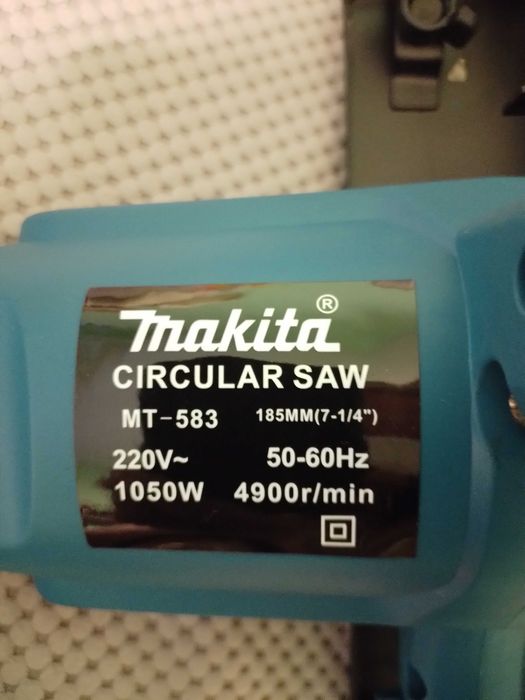 Makita®
CIRCULAR SAW
MT-583 185MM(7-1/4")
220V~ 50-60Hz
1050W 4900r/min